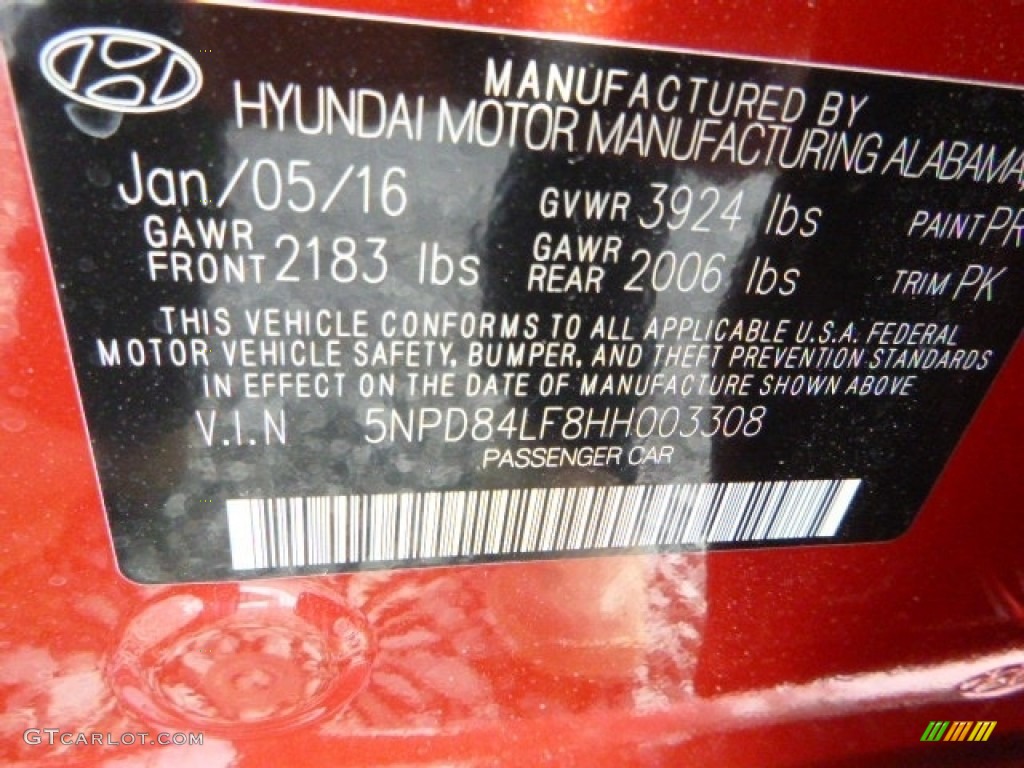 MANUFACTURED BY
HYUNDAI MOTOR MANUFACTURING ALABAMA,
Jan/05/16 GVWR 3924 lbs PAINT PR
GAWR FRONT 2183 lbs GAWR REAR 2006 lbs TRIM PK
THIS VEHICLE CONFORMS TO ALL APPLICABLE U.S.A. FEDERAL
MOTOR VEHICLE SAFETY, BUMPER, AND THEFT PREVENTION STANDARDS
IN EFFECT ON THE DATE OF MANUFACTURE SHOWN ABOVE
V.I.N 5NPD84LF8HH003308
PASSENGER CAR
GTCARLOT.COM